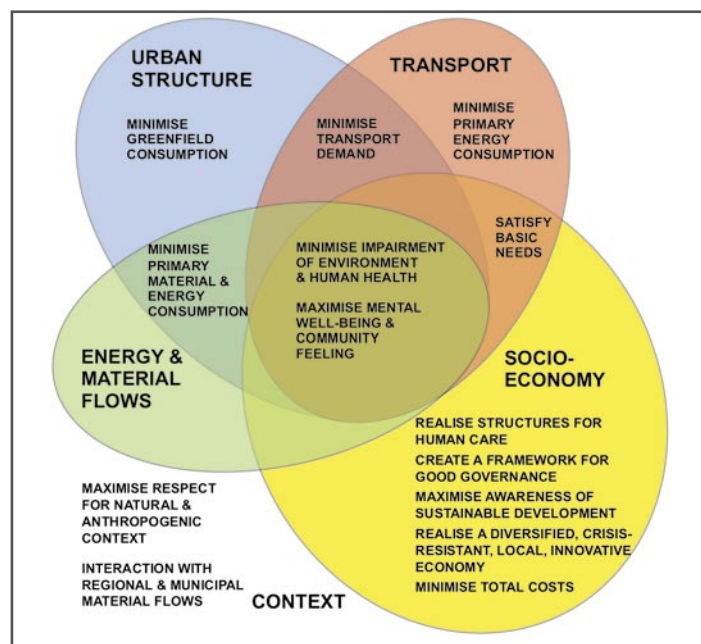 URBAN
STRUCTURE
TRANSPORT
MINIMISE
GREENFIELD
CONSUMPTION
MINIMISE
TRANSPORT
DEMAND
MINIMISE
PRIMARY
ENERGY
CONSUMPTION
SATISFY
BASIC
NEEDS
MINIMISE
PRIMARY
MATERIAL &
ENERGY
CONSUMPTION
MINIMISE IMPAIRMENT
OF ENVIRONMENT
& HUMAN HEALTH
MAXIMISE MENTAL
WELL-BEING &
COMMUNITY
FEELING
ENERGY &
MATERIAL
FLOWS
SOCIO-
ECONOMY
REALISE STRUCTURES FOR
HUMAN CARE
CREATE A FRAMEWORK FOR
GOOD GOVERNANCE
MAXIMISE AWARENESS OF
SUSTAINABLE DEVELOPMENT
REALISE A DIVERSIFIED, CRISIS-
RESISTANT, LOCAL, INNOVATIVE
ECONOMY
MINIMISE TOTAL COSTS
MAXIMISE RESPECT
FOR NATURAL &
ANTHROPOGENIC
CONTEXT
INTERACTION WITH
REGIONAL & MUNICIPAL
MATERIAL FLOWS
CONTEXT